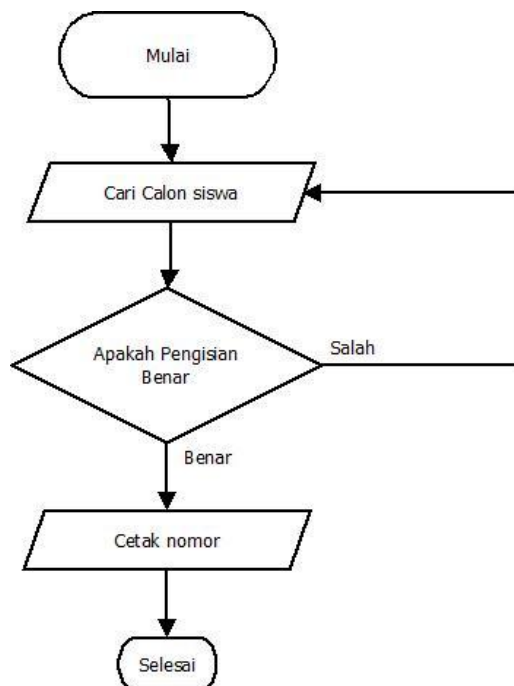 Mulai
Cari Calon siswa
Apakah Pengisian
Benar
Salah
Benar
Cetak nomor
Selesai